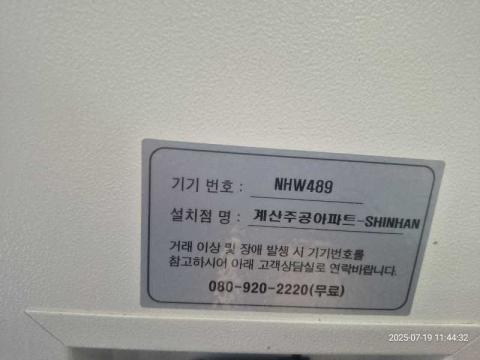 기기 번호 : NHW489
설치점 명 : 계산주공아파트-SHINHAN
거래 이상 및 장애 발생 시 기기번호를
참고하시어 아래 고객상담실로 연락바랍니다.
080-920-2220(무료)
2025-07-19 11:44:32